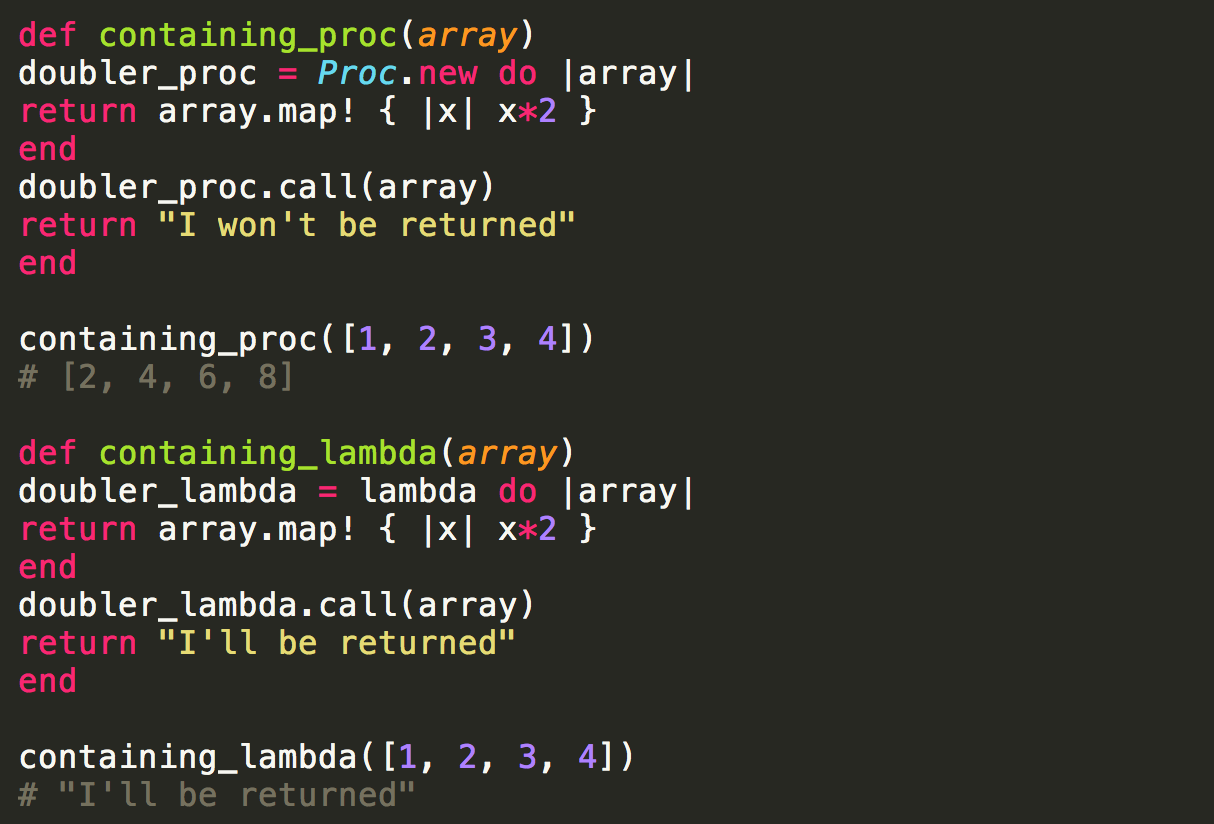 def containing_proc(array)
doubler_proc = Proc.new do |array|
return array.map! { |x| x*2 }
end
doubler_proc.call(array)
return "I won't be returned"
end

containing_proc([1, 2, 3, 4])
# [2, 4, 6, 8]

def containing_lambda(array)
doubler_lambda = lambda do |array|
return array.map! { |x| x*2 }
end
doubler_lambda.call(array)
return "I'll be returned"
end

containing_lambda([1, 2, 3, 4])
# "I'll be returned"